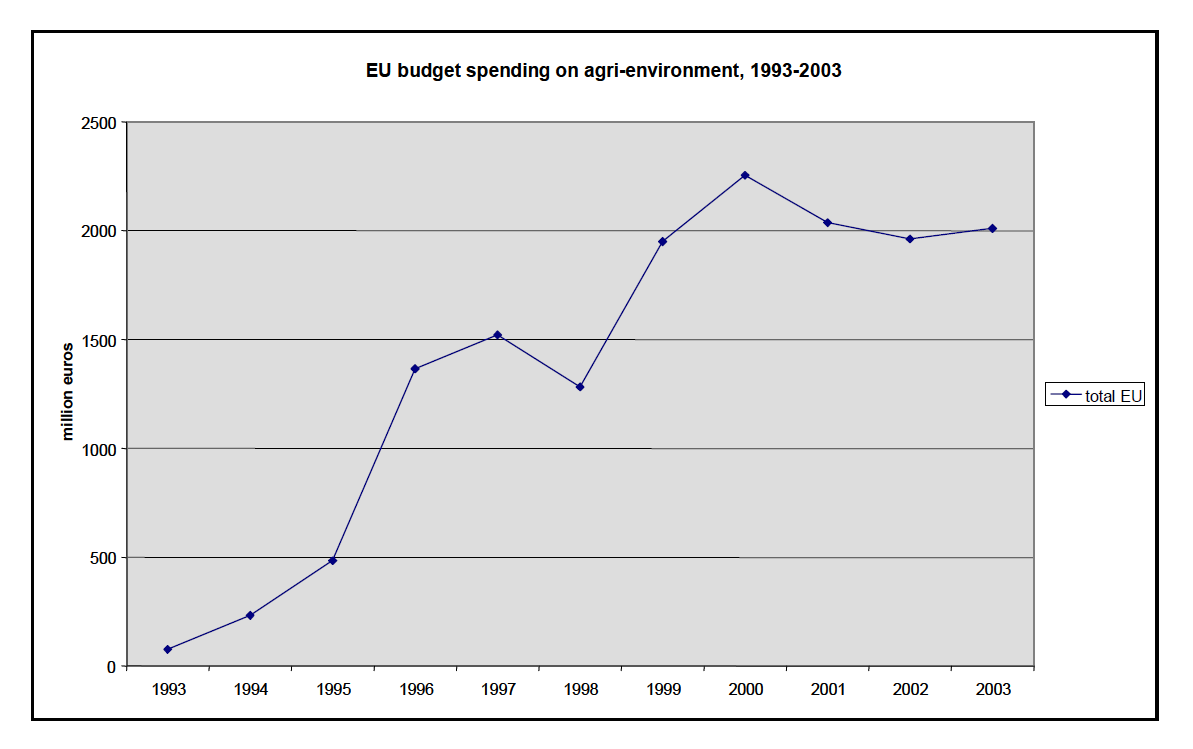 EU budget spending on agri-environment, 1993-2003
2500
2000
1500
1000
500
0
million euros
1993 1994 1995 1996 1997 1998 1999 2000 2001 2002 2003
total EU